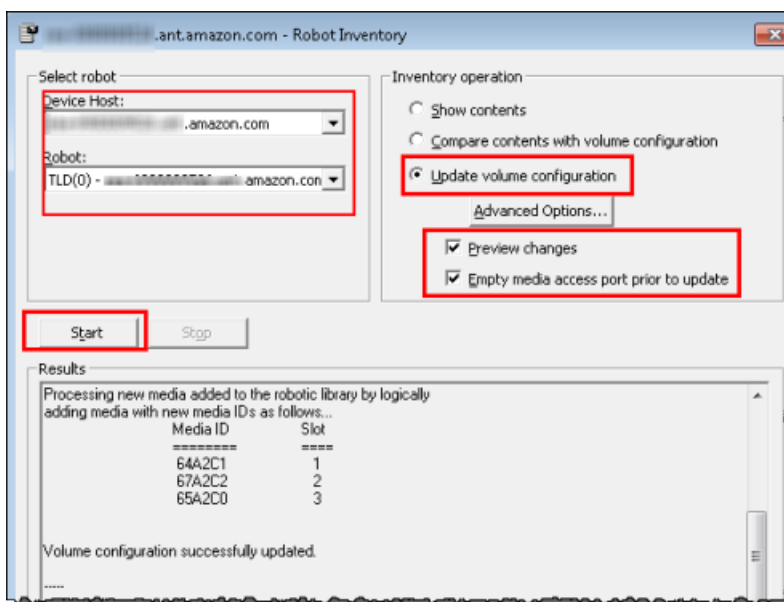 .ant.amazon.com - Robot Inventory
Select robot
Device Host:
.amazon.com
Robot:
TLD(0) - amazon.con
Inventory operation
Show contents
Compare contents with volume configuration
Update volume configuration
Advanced Options...
Preview changes
Empty media access port prior to update
Start
Stop
Results
Processing new media added to the robotic library by logically
adding media with new media IDs as follows...
Media ID Slot
======== ====
64A2C1 1
67A2C2 2
65A2C0 3
Volume configuration successfully updated.
-----